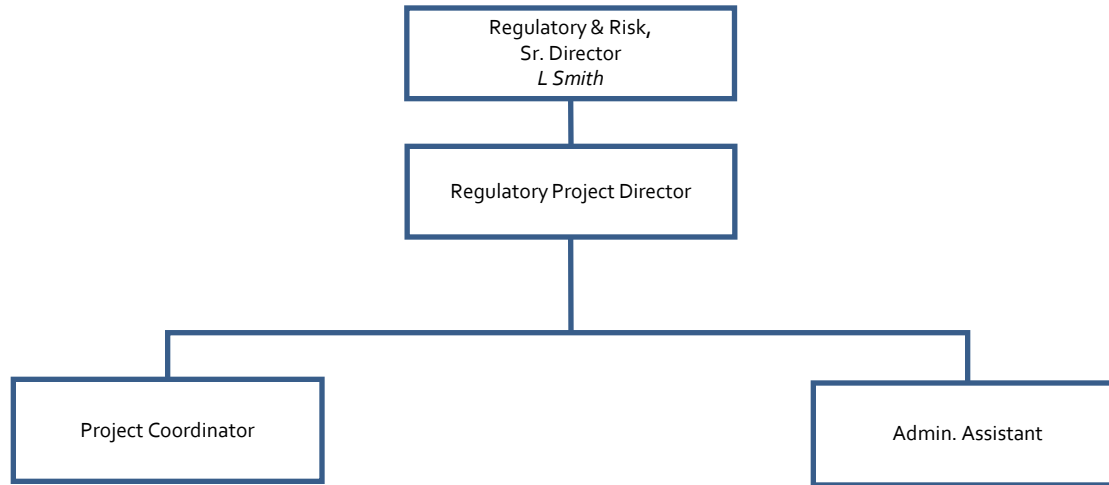 Regulatory & Risk,
Sr. Director
L Smith
Regulatory Project Director
Project Coordinator
Admin. Assistant